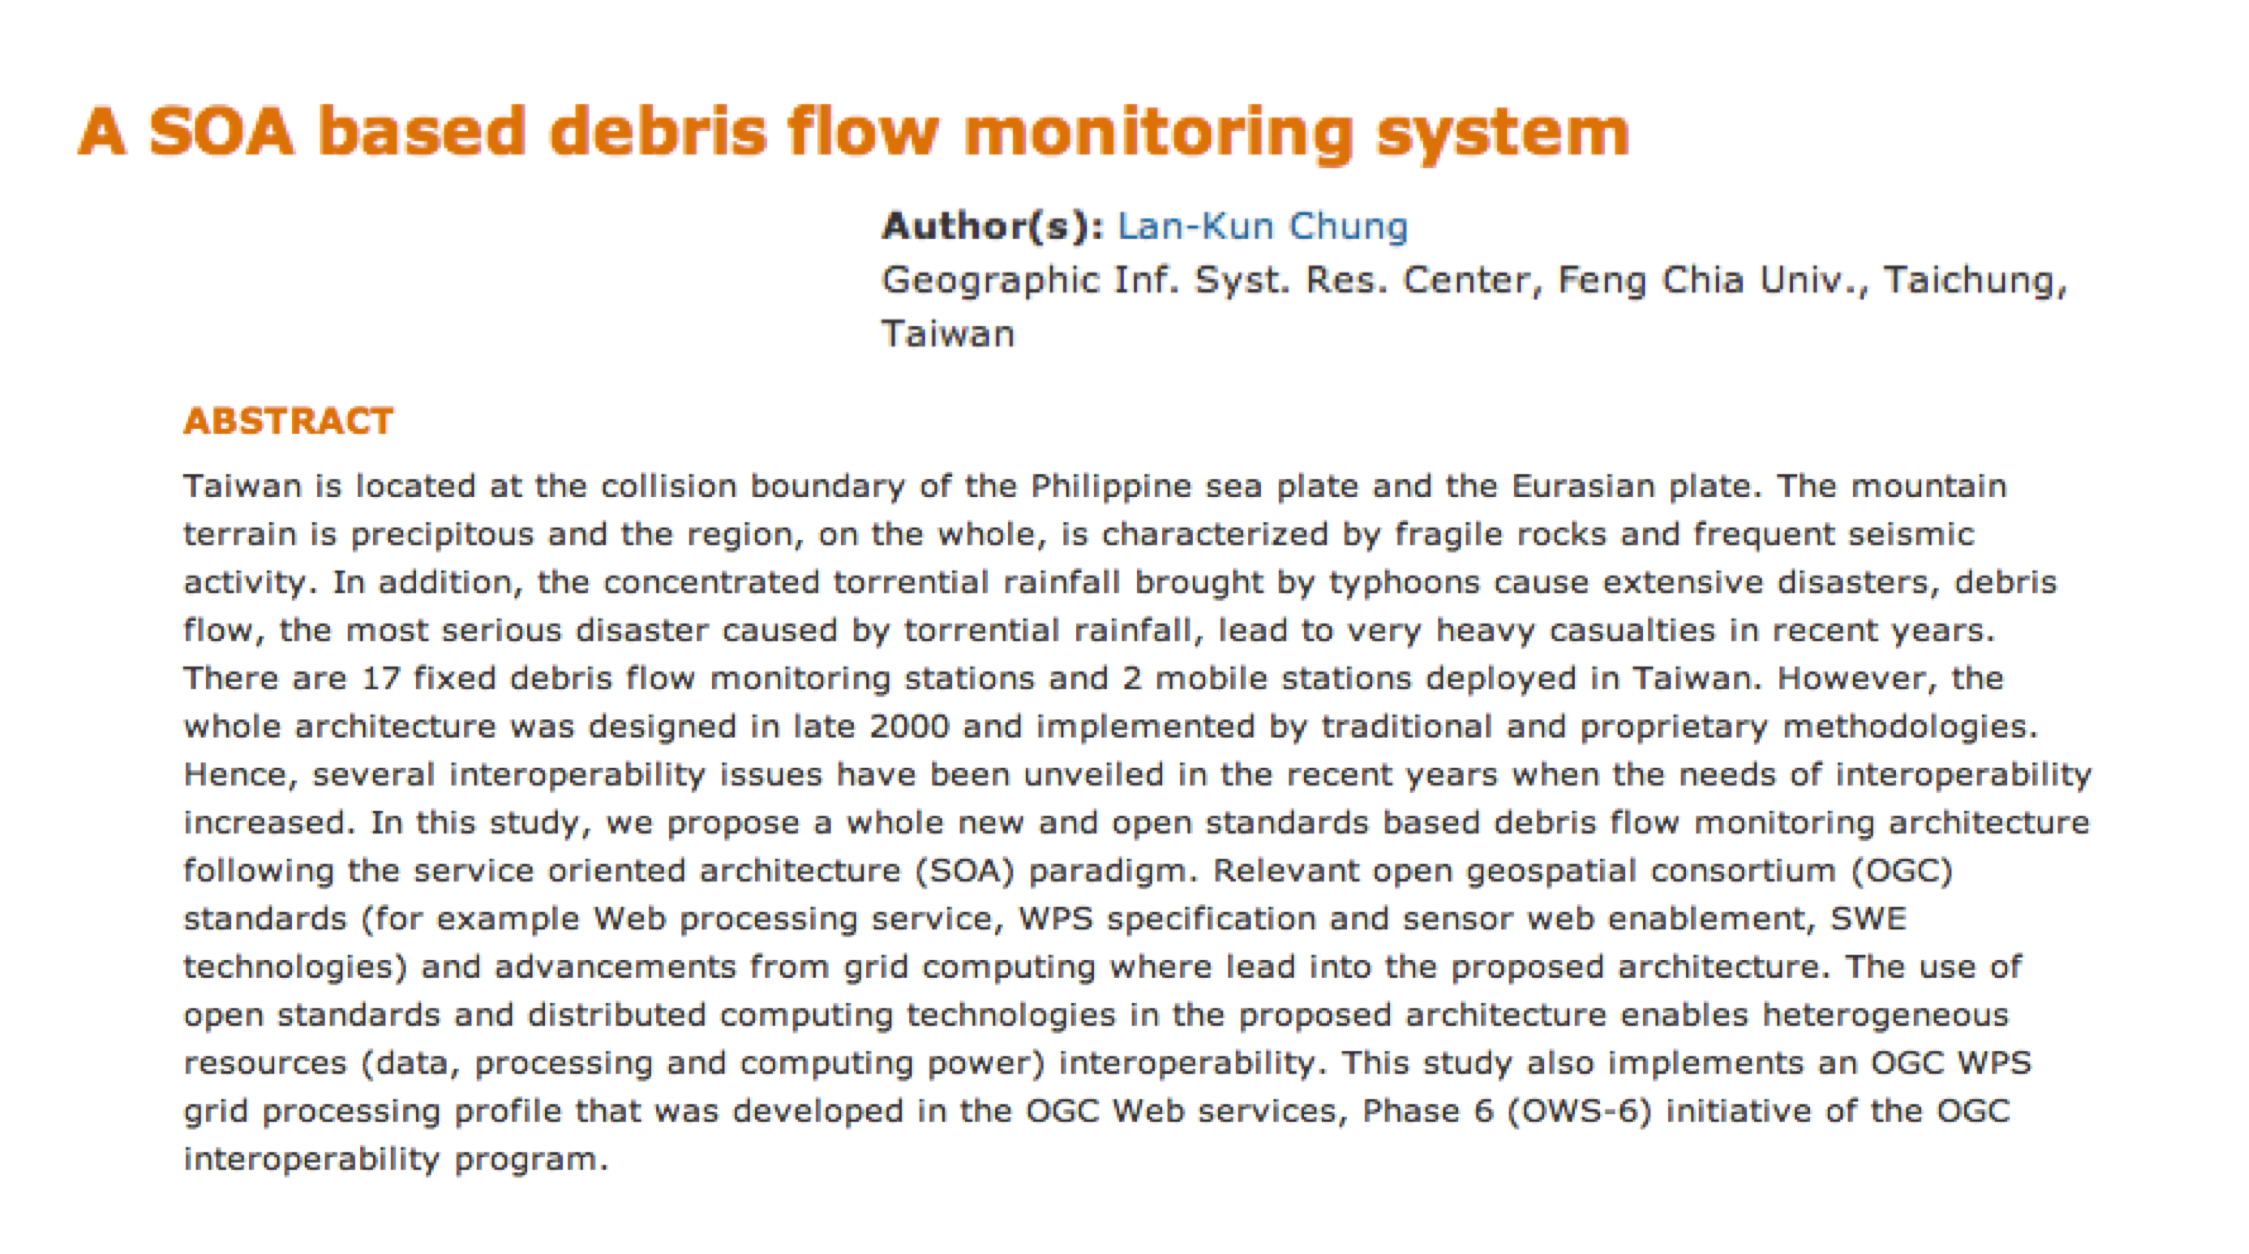 A SOA based debris flow monitoring system
Author(s): Lan-Kun Chung
Geographic Inf. Syst. Res. Center, Feng Chia Univ., Taichung,
Taiwan
ABSTRACT
Taiwan is located at the collision boundary of the Philippine sea plate and the Eurasian plate. The mountain
terrain is precipitous and the region, on the whole, is characterized by fragile rocks and frequent seismic
activity. In addition, the concentrated torrential rainfall brought by typhoons cause extensive disasters, debris
flow, the most serious disaster caused by torrential rainfall, lead to very heavy casualties in recent years.
There are 17 fixed debris flow monitoring stations and 2 mobile stations deployed in Taiwan. However, the
whole architecture was designed in late 2000 and implemented by traditional and proprietary methodologies.
Hence, several interoperability issues have been unveiled in the recent years when the needs of interoperability
increased. In this study, we propose a whole new and open standards based debris flow monitoring architecture
following the service oriented architecture (SOA) paradigm. Relevant open geospatial consortium (OGC)
standards (for example Web processing service, WPS specification and sensor web enablement, SWE
technologies) and advancements from grid computing where lead into the proposed architecture. The use of
open standards and distributed computing technologies in the proposed architecture enables heterogeneous
resources (data, processing and computing power) interoperability. This study also implements an OGC WPS
grid processing profile that was developed in the OGC Web services, Phase 6 (OWS-6) initiative of the OGC
interoperability program.